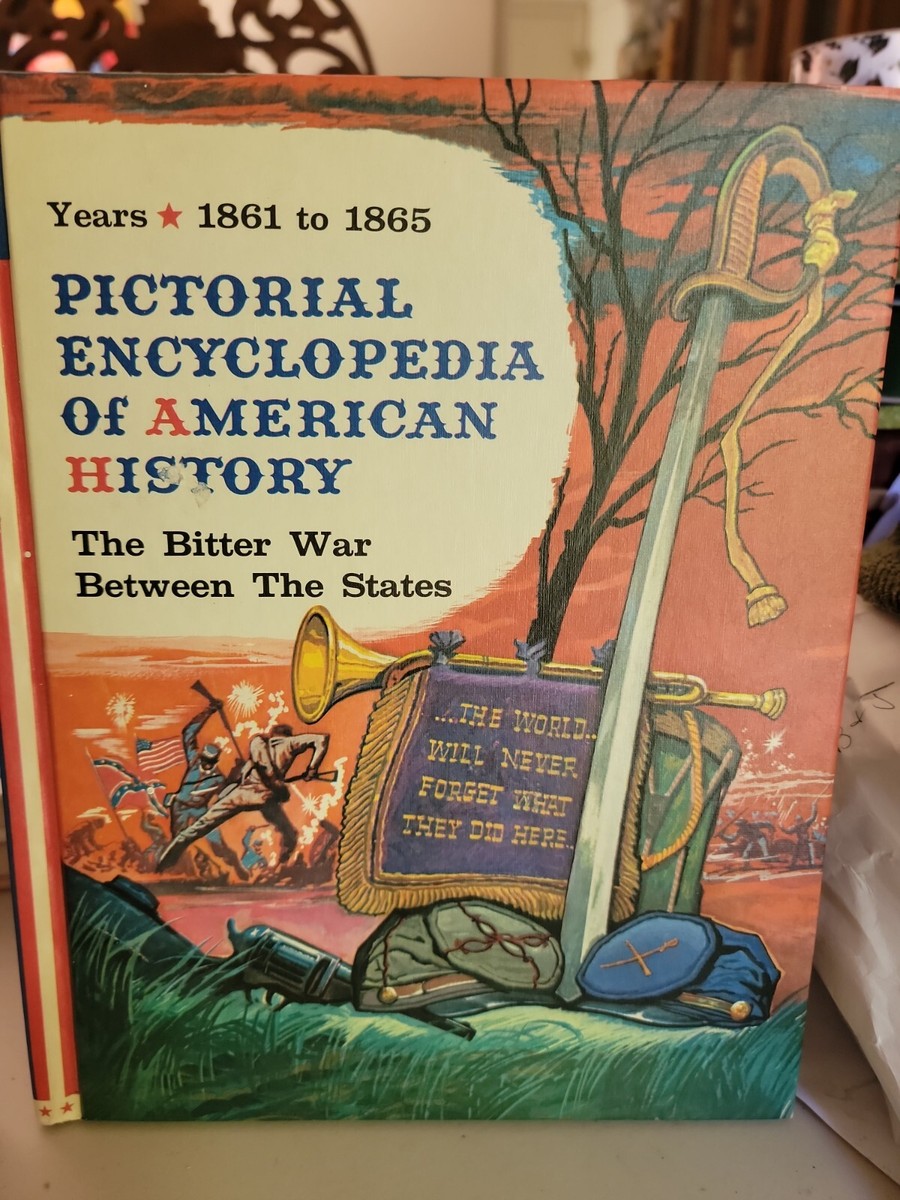 Years ★ 1861 to 1865
PICTORIAL
ENCYCLOPEDIA
Of AMERICAN
HISTORY
The Bitter War
Between The States
...THE WORLD..
WILL NEVER
FORGET WHAT
THEY DID HERE..